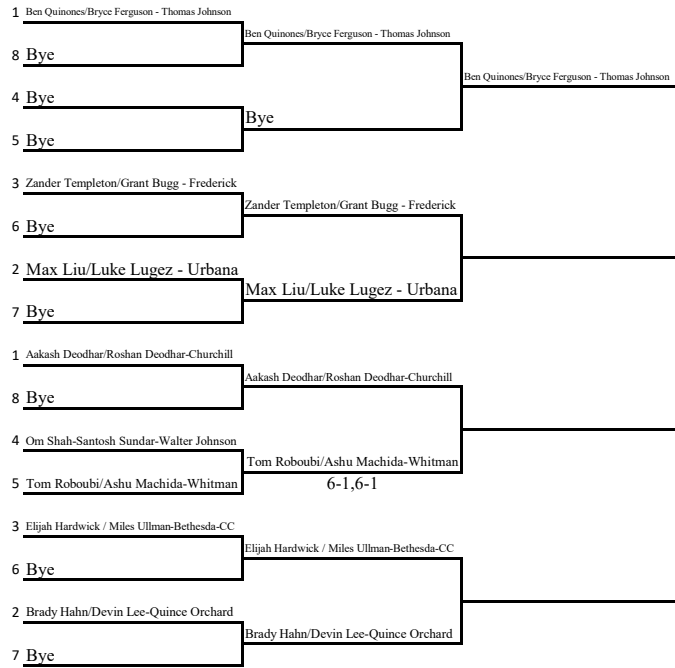 1 Ben Quinones/Bryce Ferguson - Thomas Johnson
Ben Quinones/Bryce Ferguson - Thomas Johnson
8 Bye
Ben Quinones/Bryce Ferguson - Thomas Johnson
4 Bye
Bye
5 Bye
3 Zander Templeton/Grant Bugg - Frederick
Zander Templeton/Grant Bugg - Frederick
6 Bye
2 Max Liu/Luke Lugez - Urbana
Max Liu/Luke Lugez - Urbana
7 Bye
1 Aakash Deodhar/Roshan Deodhar-Churchill
Aakash Deodhar/Roshan Deodhar-Churchill
8 Bye
4 Om Shah-Santosh Sundar-Walter Johnson
Tom Roboubi/Ashu Machida-Whitman
5 Tom Roboubi/Ashu Machida-Whitman
6-1,6-1
3 Elijah Hardwick / Miles Ullman-Bethesda-CC
Elijah Hardwick / Miles Ullman-Bethesda-CC
6 Bye
2 Brady Hahn/Devin Lee-Quince Orchard
Brady Hahn/Devin Lee-Quince Orchard
7 Bye